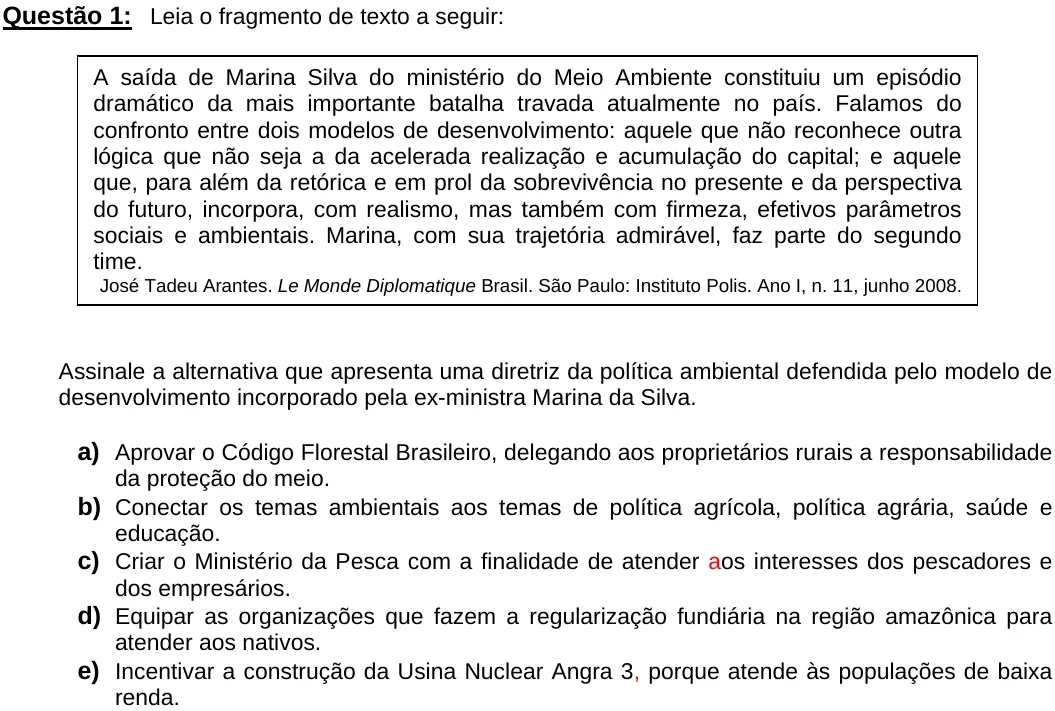 Questão 1: Leia o fragmento de texto a seguir:
A saída de Marina Silva do ministério do Meio Ambiente constituiu um episódio
dramático da mais importante batalha travada atualmente no país. Falamos do
confronto entre dois modelos de desenvolvimento: aquele que não reconhece outra
lógica que não seja a da acelerada realização e acumulação do capital; e aquele
que, para além da retórica e em prol da sobrevivência no presente e da perspectiva
do futuro, incorpora, com realismo, mas também com firmeza, efetivos parâmetros
sociais e ambientais. Marina, com sua trajetória admirável, faz parte do segundo
time.
José Tadeu Arantes. Le Monde Diplomatique Brasil. São Paulo: Instituto Polis. Ano I, n. 11, junho 2008.
Assinale a alternativa que apresenta uma diretriz da política ambiental defendida pelo modelo de
desenvolvimento incorporado pela ex-ministra Marina da Silva.
a) Aprovar o Código Florestal Brasileiro, delegando aos proprietários rurais a responsabilidade
da proteção do meio.
b) Conectar os temas ambientais aos temas de política agrícola, política agrária, saúde e
educação.
c) Criar o Ministério da Pesca com a finalidade de atender aos interesses dos pescadores e
dos empresários.
d) Equipar as organizações que fazem a regularização fundiária na região amazônica para
atender aos nativos.
e) Incentivar a construção da Usina Nuclear Angra 3, porque atende às populações de baixa
renda.